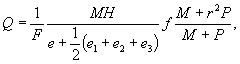 Q = \frac{1}{F} \frac{MH}{e + \frac{1}{2}(e_1 + e_2 + e_3)} f \frac{M + r^2 P}{M + P},